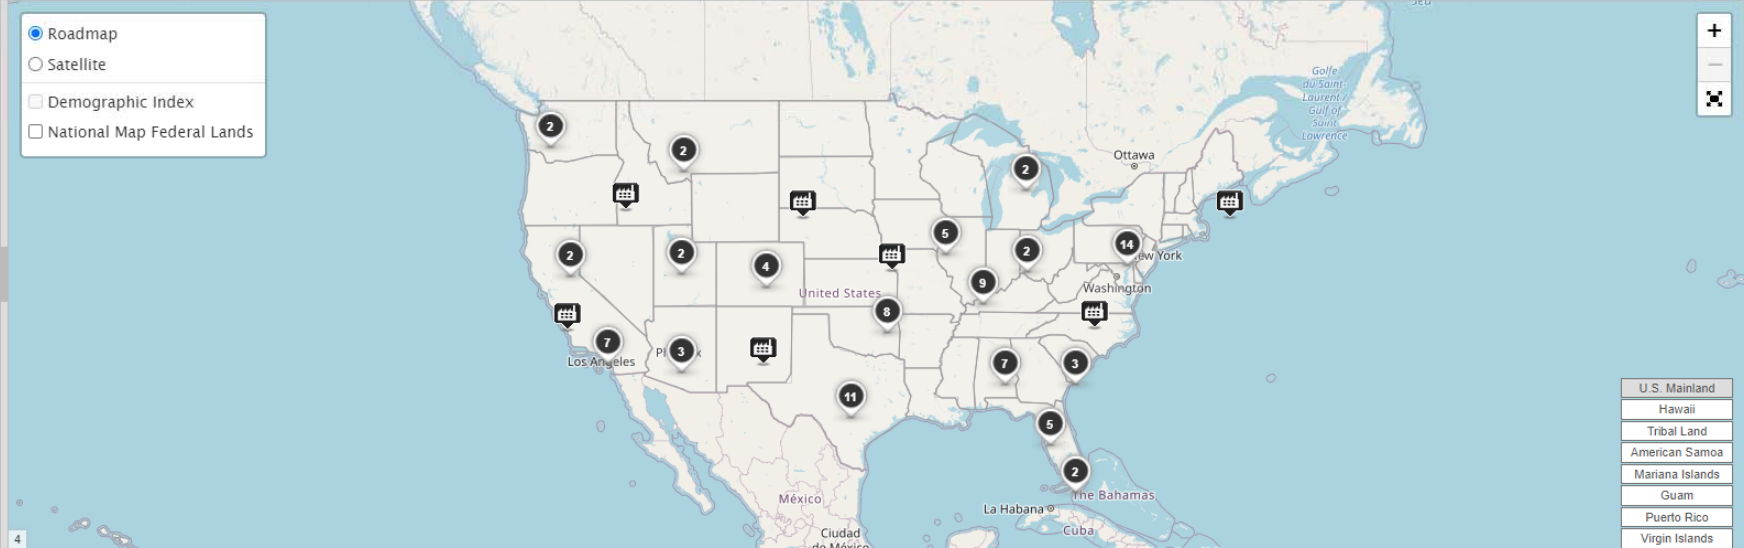 Roadmap
Satellite
Demographic Index
National Map Federal Lands
+
−
Golfe
du Saint-
Laurent /
Gulf of
Saint
Lawrence
Ottawa
2
2
2
5
2
14
New York
2
2
4
9
Washington
United States
8
7
Los Angeles
3
7
3
11
5
2
The Bahamas
México
La Habana
Cuba
Ciudad
de México
4
U.S. Mainland
Hawaii
Tribal Land
American Samoa
Mariana Islands
Guam
Puerto Rico
Virgin Islands